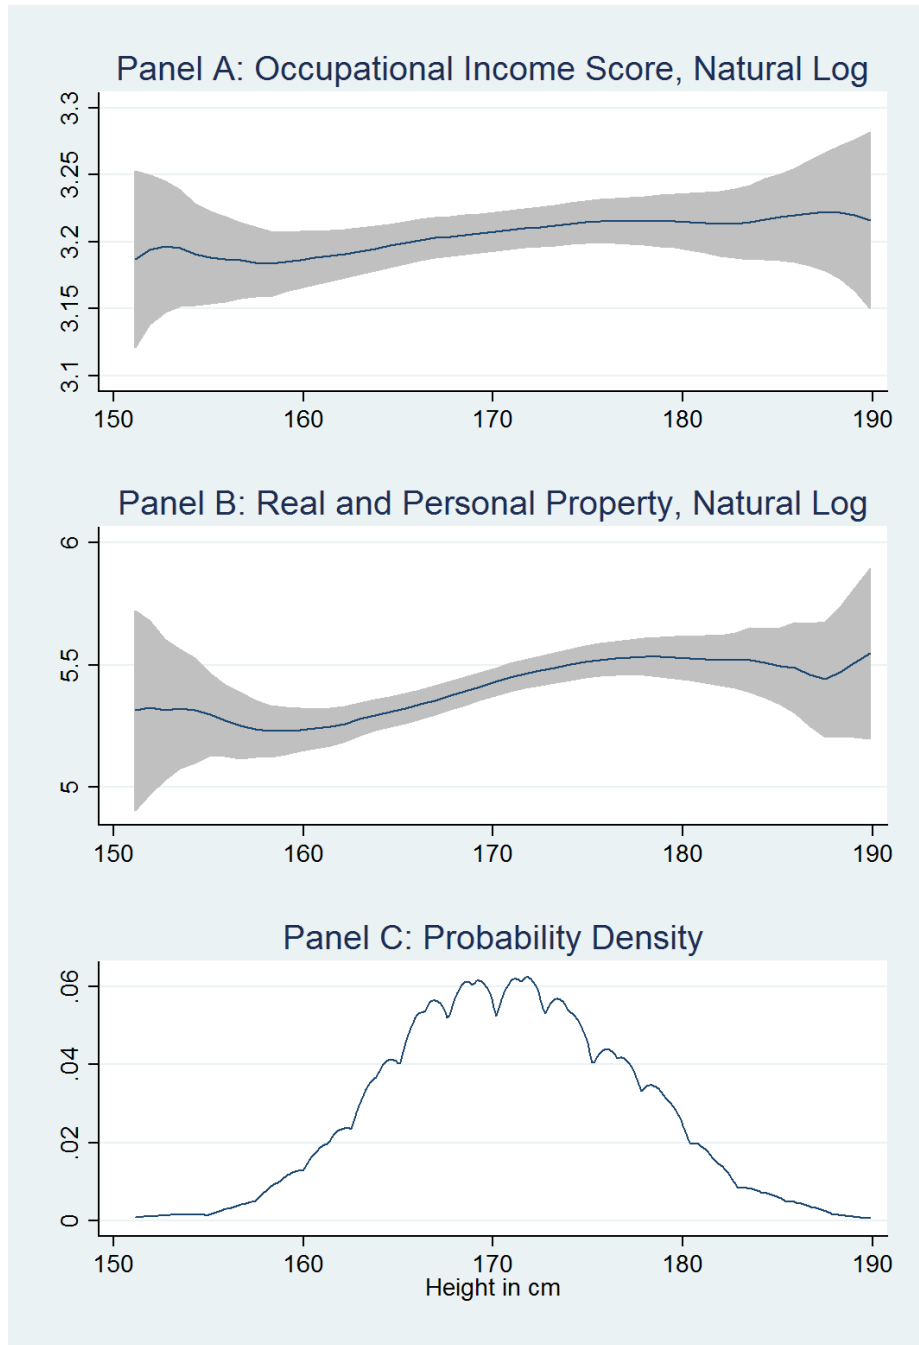 Panel A: Occupational Income Score, Natural Log
3.3
3.25
3.2
3.15
3.1
150 160 170 180 190
Panel B: Real and Personal Property, Natural Log
6
5.5
5
150 160 170 180 190
Panel C: Probability Density
.06
.04
.02
0
150 160 170 180 190
Height in cm